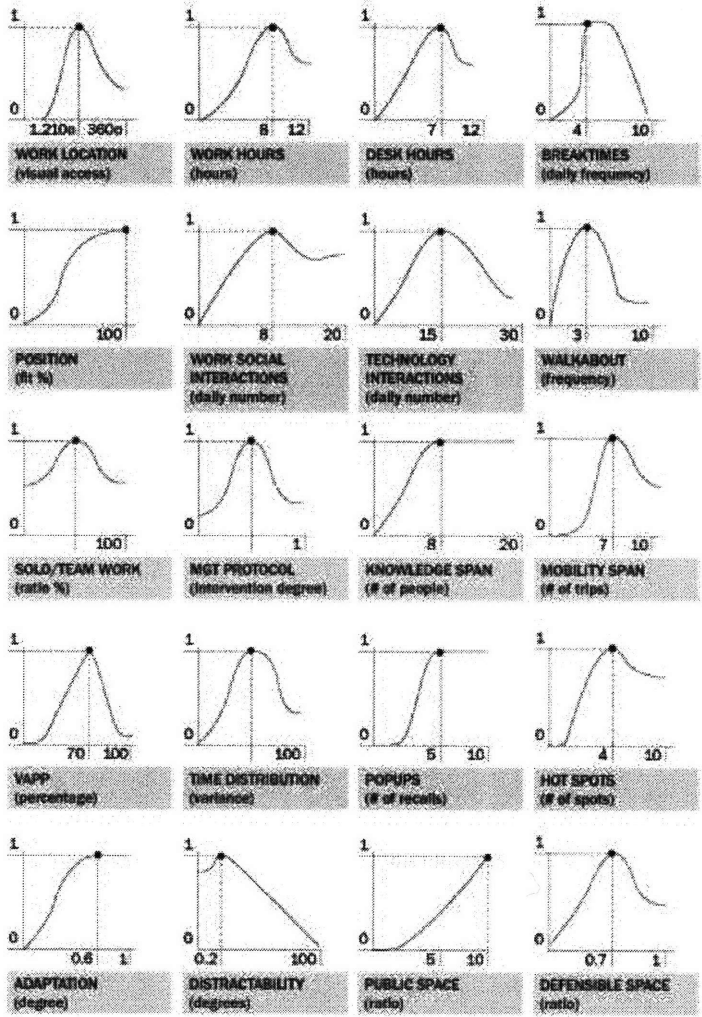 1 1 1 1
0 0 0 0
1.210º 360º 8 12 7 12 4 10
WORK LOCATION WORK HOURS DESK HOURS BREAKTIMES
(visual access) (hours) (hours) (daily frequency)
1 1 1 1
0 0 0 0
100 8 20 15 30 3 10
POSITION WORK SOCIAL TECHNOLOGY WALKABOUT
(fit %) INTERACTIONS INTERACTIONS (frequency)
(daily number) (daily number)
1 1 1 1
0 0 0 0
100 1 8 20 7 10
SOLO/TEAM WORK MGT PROTOCOL KNOWLEDGE SPAN MOBILITY SPAN
(ratio %) (intervention degree) (# of people) (# of trips)
1 1 1 1
0 0 0 0
70 100 100 5 10 4 10
VAPP TIME DISTRIBUTION POPUPS HOT SPOTS
(percentage) (variance) (# of recalls) (# of spots)
1 1 1 1
0 0 0 0
0.6 1 0.2 100 5 10 0.7 1
ADAPTATION DISTRACTABILITY PUBLIC SPACE DEFENSIBLE SPACE
(degree) (degrees) (ratio) (ratio)